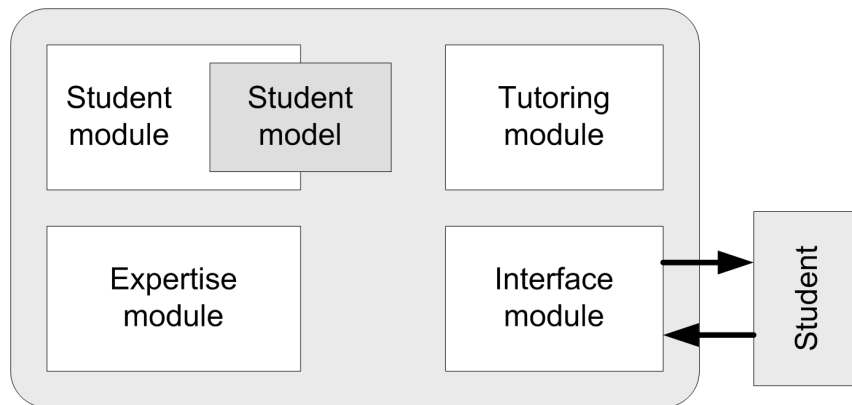 Student
module
Student
model
Tutoring
module
Expertise
module
Interface
module
Student